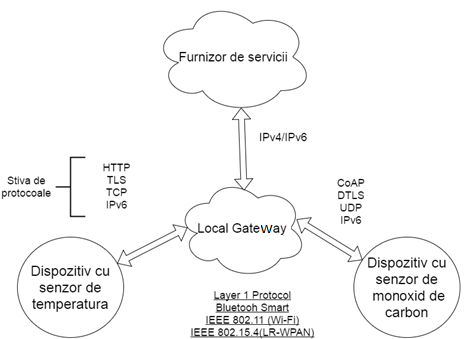 Furnizor de servicii
IPv4/IPv6
HTTP
TLS
TCP
IPv6
Stiva de
protocoale
CoAP
DTLS
UDP
IPv6
Local Gateway
Dispozitiv cu
senzor de
temperatura
Dispozitiv cu
senzor de
monoxid de
carbon
Layer 1 Protocol
Bluetooh Smart
IEEE 802.11 (Wi-Fi)
IEEE 802.15.4(LR-WPAN)